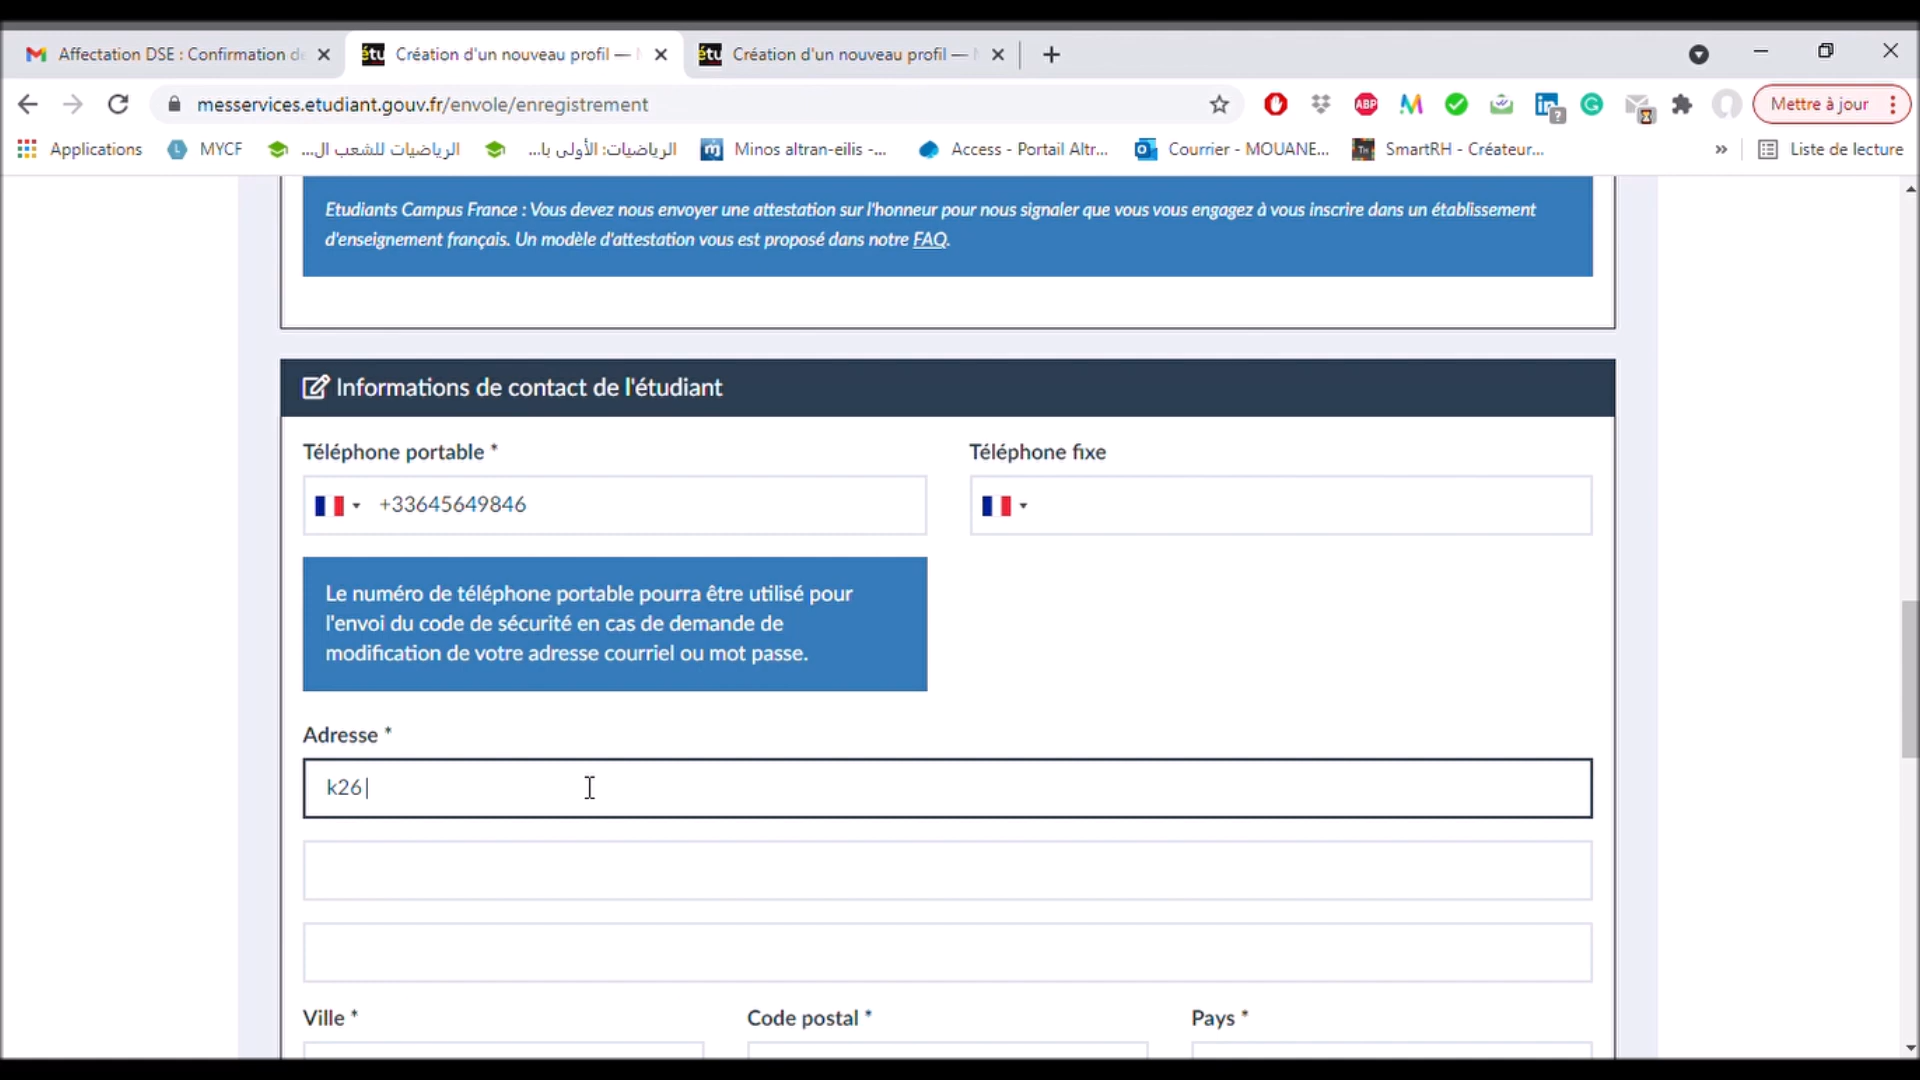 Affectation DSE : Confirmation de
Création d'un nouveau profil —
Création d'un nouveau profil —
messervices.etudiant.gouv.fr/envole/enregistrement
ABP
Mettre à jour
Applications
MYCF
الرياضيات للشعب ال...
الرياضيات: الأولى با...
Minos altran-eilis -...
Access - Portail Altr...
Courrier - MOUANE...
SmartRH - Créateur...
Liste de lecture
Etudiants Campus France : Vous devez nous envoyer une attestation sur l'honneur pour nous signaler que vous vous engagez à vous inscrire dans un établissement
d'enseignement français. Un modèle d'attestation vous est proposé dans notre FAQ.
Informations de contact de l'étudiant
Téléphone portable *
Téléphone fixe
+33645649846
Le numéro de téléphone portable pourra être utilisé pour
l'envoi du code de sécurité en cas de demande de
modification de votre adresse courriel ou mot passe.
Adresse *
k26
Ville *
Code postal *
Pays *